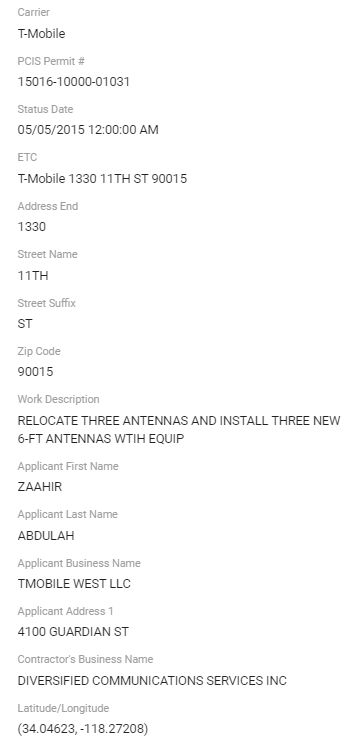 Carrier
T-Mobile
PCIS Permit #
15016-10000-01031
Status Date
05/05/2015 12:00:00 AM
ETC
T-Mobile 1330 11TH ST 90015
Address End
1330
Street Name
11TH
Street Suffix
ST
Zip Code
90015
Work Description
RELOCATE THREE ANTENNAS AND INSTALL THREE NEW
6-FT ANTENNAS WTIH EQUIP
Applicant First Name
ZAAHIR
Applicant Last Name
ABDULAH
Applicant Business Name
TMOBILE WEST LLC
Applicant Address 1
4100 GUARDIAN ST
Contractor's Business Name
DIVERSIFIED COMMUNICATIONS SERVICES INC
Latitude/Longitude
(34.04623, -118.27208)